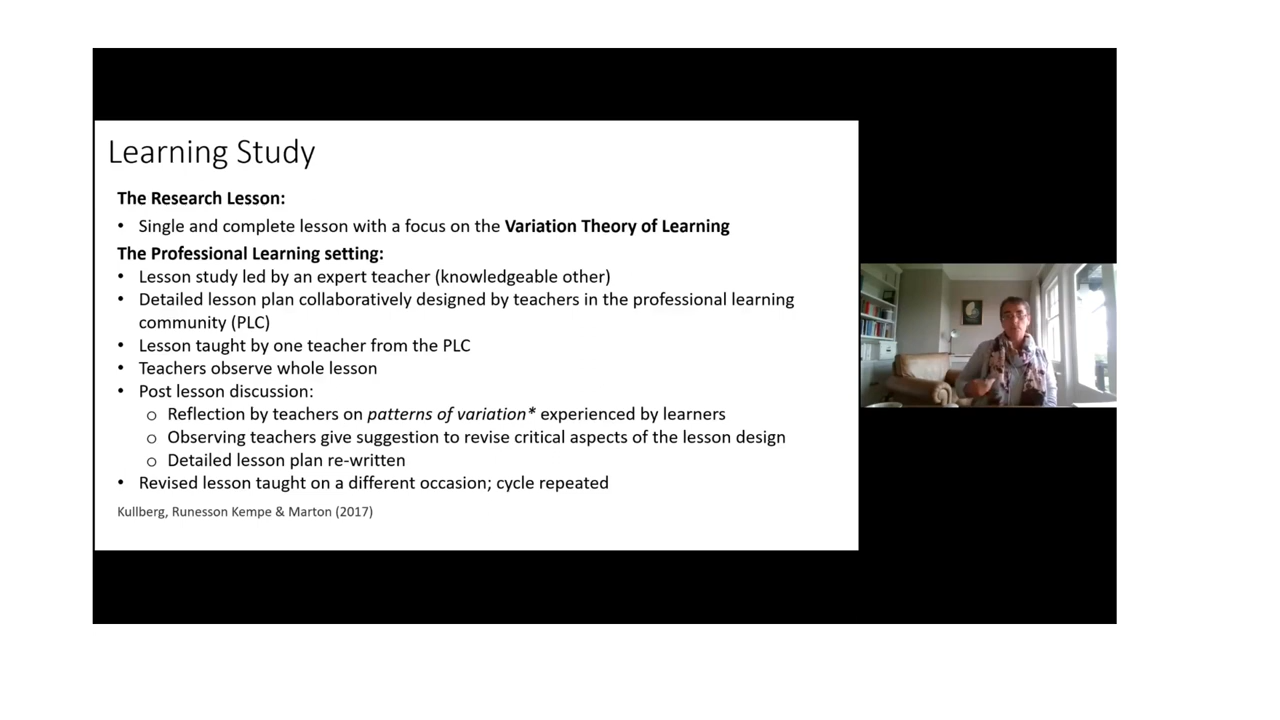 Learning Study
The Research Lesson:
• Single and complete lesson with a focus on the Variation Theory of Learning
The Professional Learning setting:
• Lesson study led by an expert teacher (knowledgeable other)
• Detailed lesson plan collaboratively designed by teachers in the professional learning
community (PLC)
• Lesson taught by one teacher from the PLC
• Teachers observe whole lesson
• Post lesson discussion:
o Reflection by teachers on patterns of variation* experienced by learners
o Observing teachers give suggestion to revise critical aspects of the lesson design
o Detailed lesson plan re-written
• Revised lesson taught on a different occasion; cycle repeated
Kullberg, Runesson Kempe & Marton (2017)